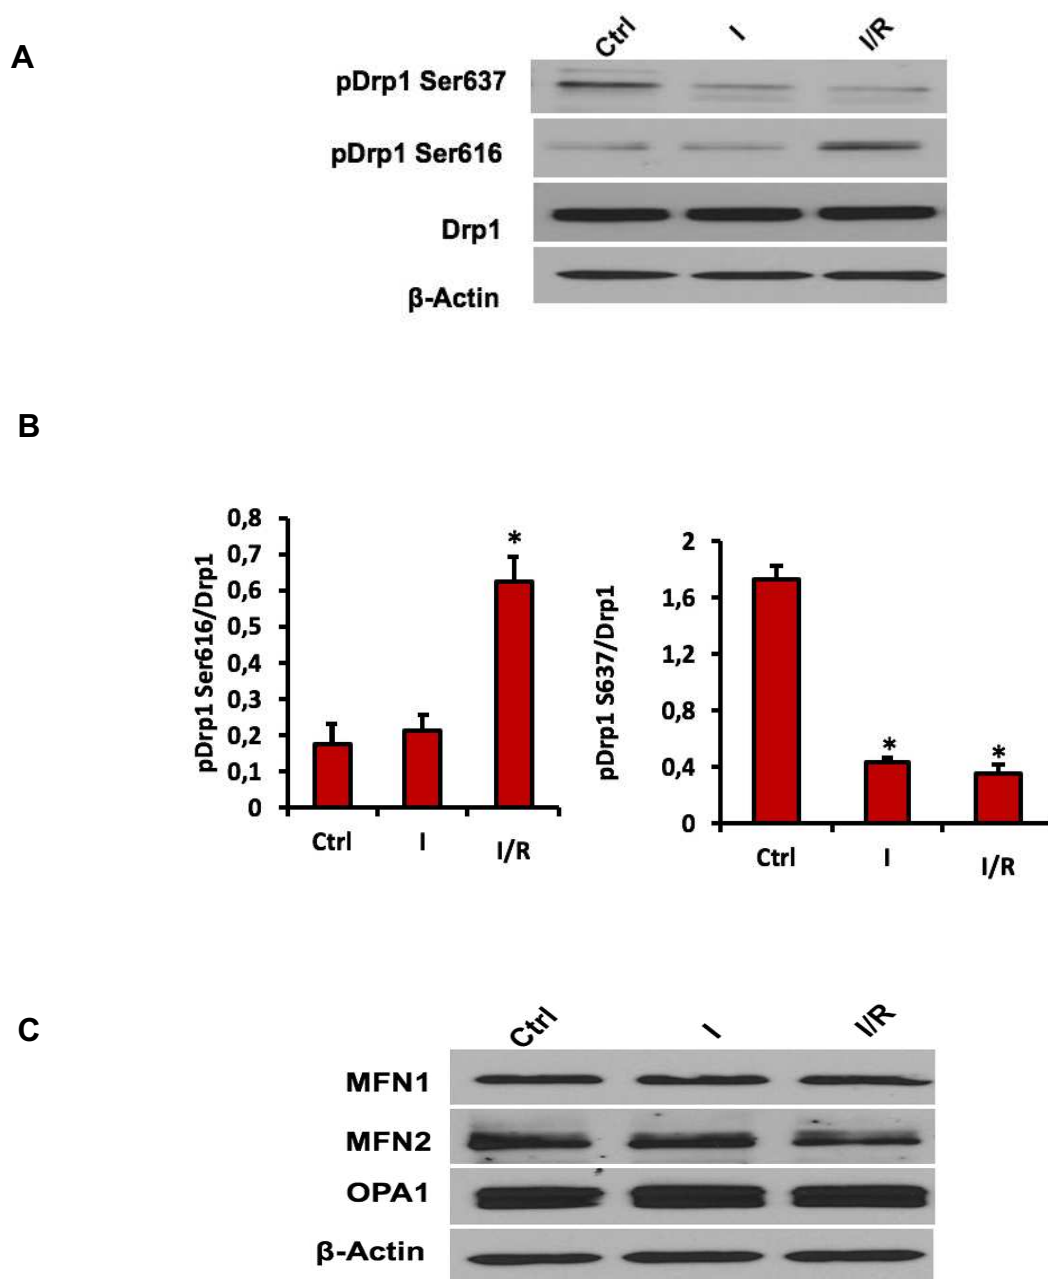 A
Ctrl I I/R
pDrp1 Ser637
pDrp1 Ser616
Drp1
β-Actin
B
pDrp1 Ser616/Drp1
0,8
0,7
0,6
0,5
0,4
0,3
0,2
0,1
0
*
Ctrl I I/R
pDrp1 S637/Drp1
2
1,6
1,2
0,8
0,4
0
* *
Ctrl I I/R
C
Ctrl I I/R
MFN1
MFN2
OPA1
β-Actin